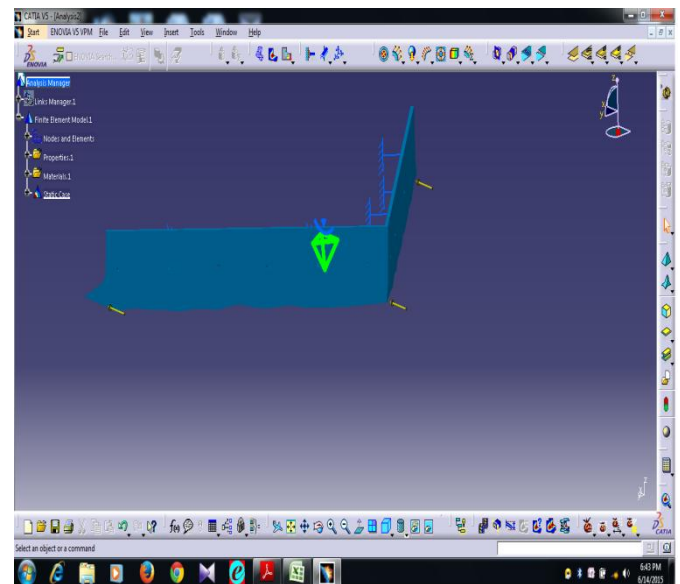 CATIA V5 - [Analysis2]
Start ENOVIA V5 VPM File Edit View Insert Tools Window Help
ENOVIA
Analysis Manager
Links Manager.1
Finite Element Model.1
Nodes and Elements
Properties.1
Materials.1
Static Case
z
x
y
z
x
CATIA
Select an object or a command
6:43 PM
6/14/2015